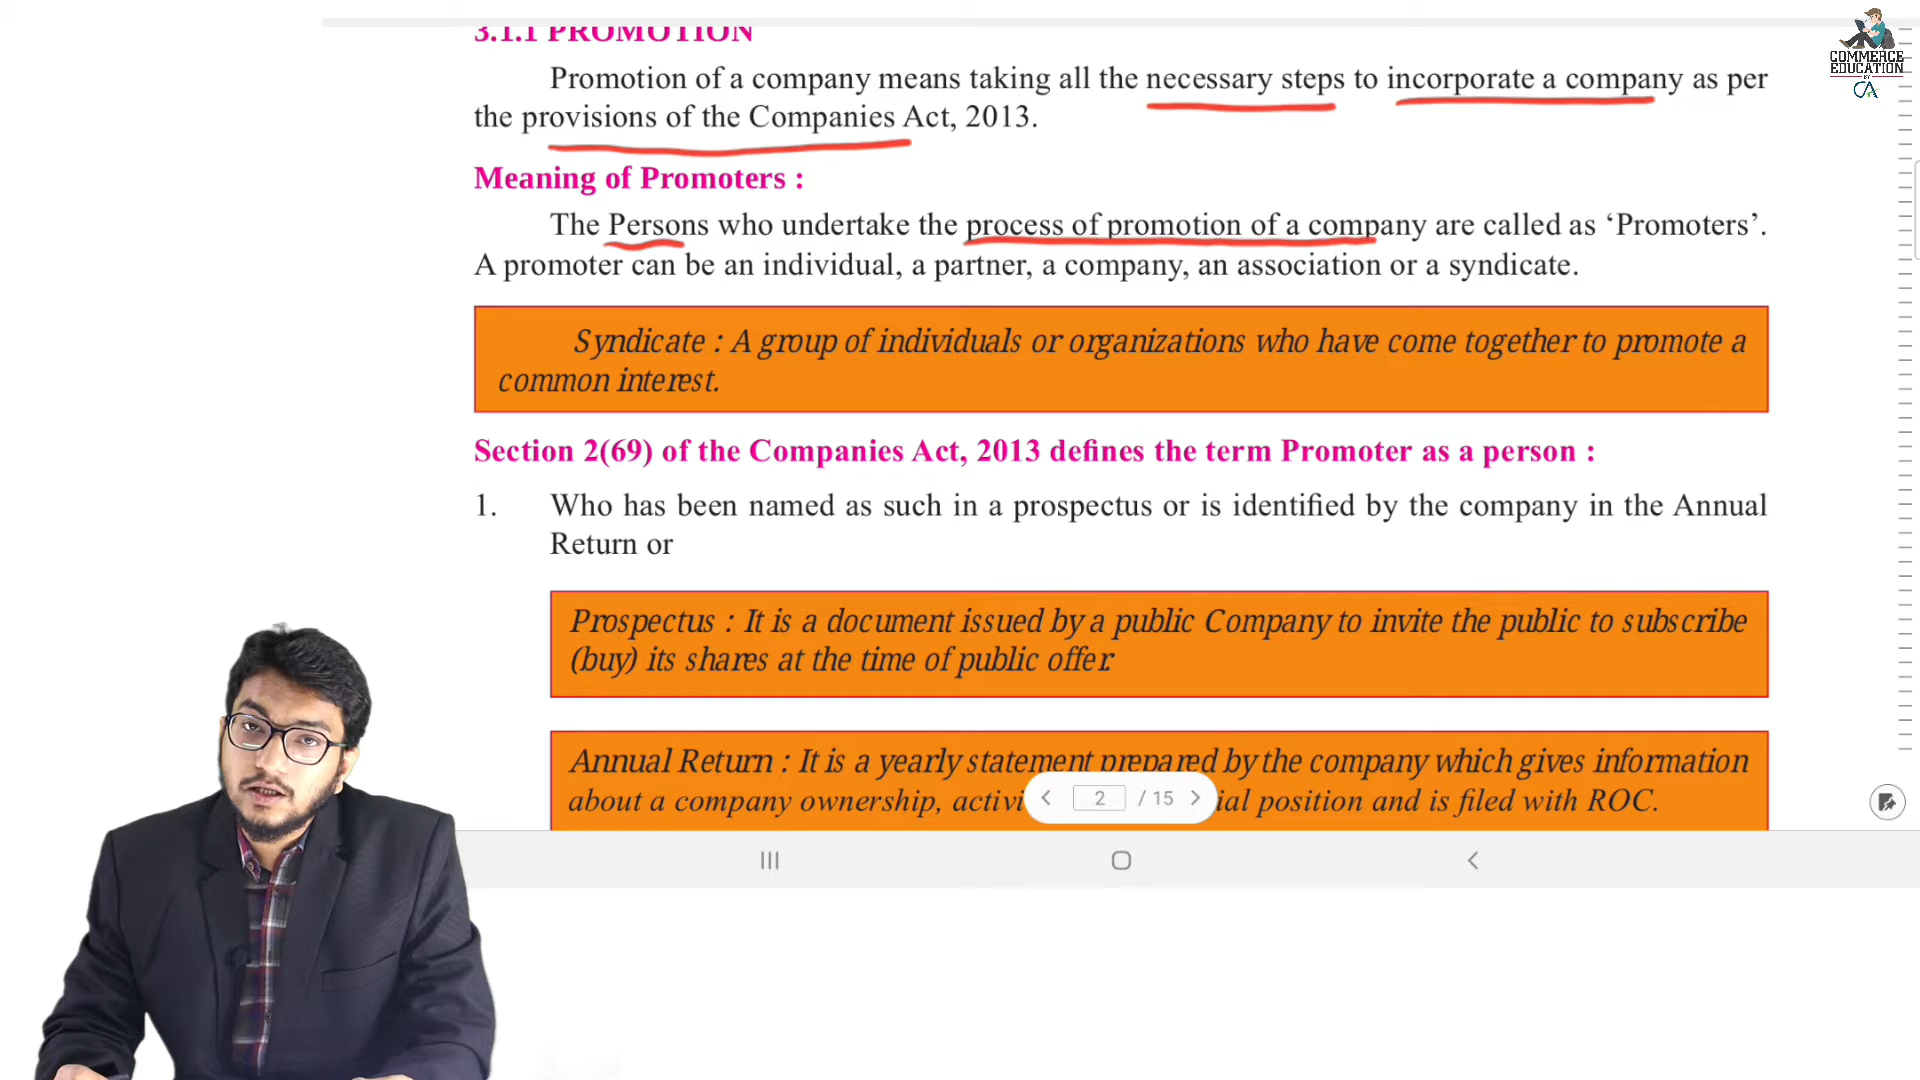 3.1.1 PROMOTION
COMMERCE
EDUCATION
BY
CA
Promotion of a company means taking all the necessary steps to incorporate a company as per
the provisions of the Companies Act, 2013.
Meaning of Promoters :
The Persons who undertake the process of promotion of a company are called as ‘Promoters’.
A promoter can be an individual, a partner, a company, an association or a syndicate.
Syndicate : A group of individuals or organizations who have come together to promote a
common interest.
Section 2(69) of the Companies Act, 2013 defines the term Promoter as a person :
1. Who has been named as such in a prospectus or is identified by the company in the Annual
Return or
Prospectus : It is a document issued by a public Company to invite the public to subscribe
(buy) its shares at the time of public offer.
Annual Return : It is a yearly statement prepared by the company which gives information
about a company ownership, activi ial position and is filed with ROC.
2 / 15